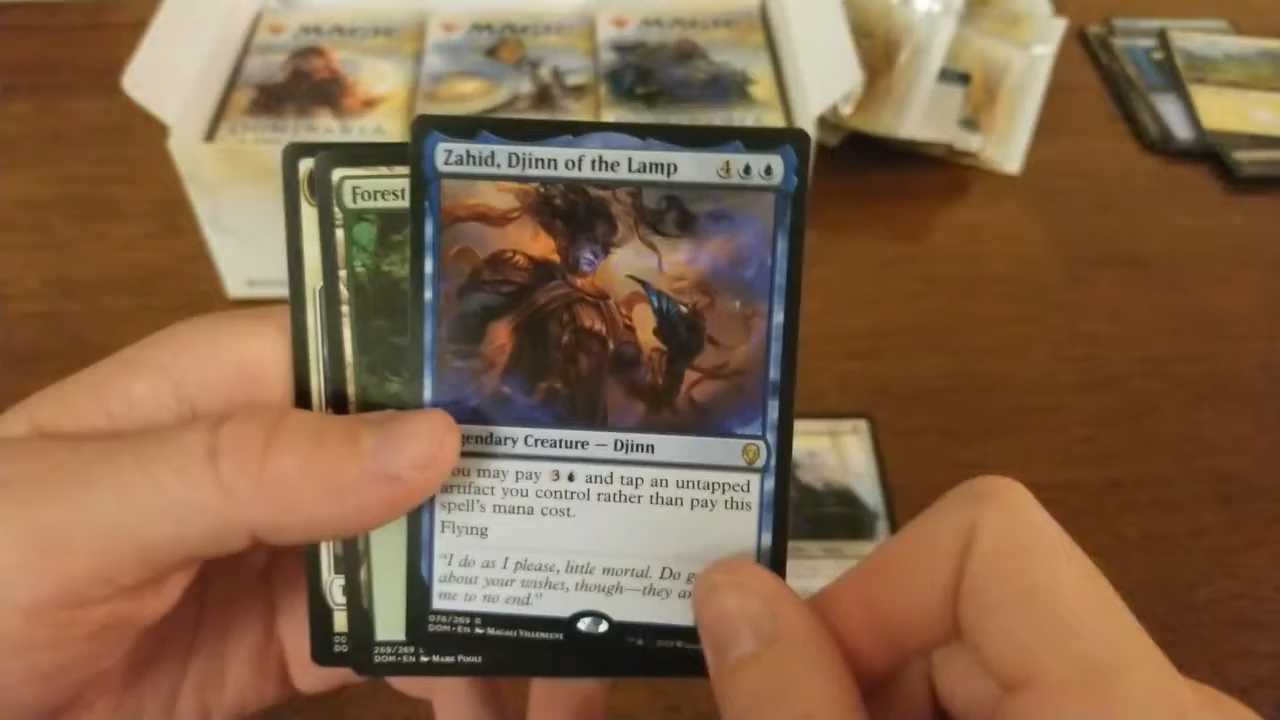 MAGIC
MAGIC
MAGIC
DOMINARIA
Forest
Zahid, Djinn of the Lamp
4
gendary Creature — Djinn
ou may pay 3 and tap an untapped
artifact you control rather than pay this
spell's mana cost.
Flying
"I do as I please, little mortal. Do g
about your wishes, though—they a
me to no end."
076/269 R
DOM • EN Magali Villeneuve
269/269 L
DOM • EN Mark Poole
DO
DO